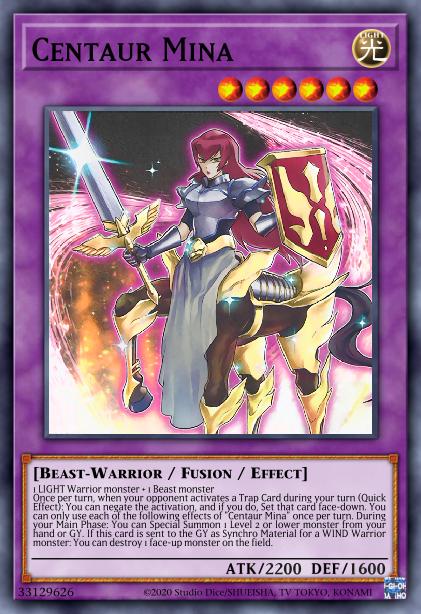 CENTAUR MINA
LIGHT
光
[BEAST-WARRIOR / FUSION / EFFECT]
1 LIGHT Warrior monster + 1 Beast monster
Once per turn, when your opponent activates a Trap Card during your turn (Quick
Effect): You can negate the activation, and if you do, Set that card face-down. You
can only use each of the following effects of "Centaur Mina" once per turn. During
your Main Phase: You can Special Summon 1 Level 2 or lower monster from your
hand or GY. If this card is sent to the GY as Synchro Material for a WIND Warrior
monster: You can destroy 1 face-up monster on the field.
ATK/2200 DEF/1600
33129626 ©2020 Studio Dice/SHUEISHA, TV TOKYO, KONAMI